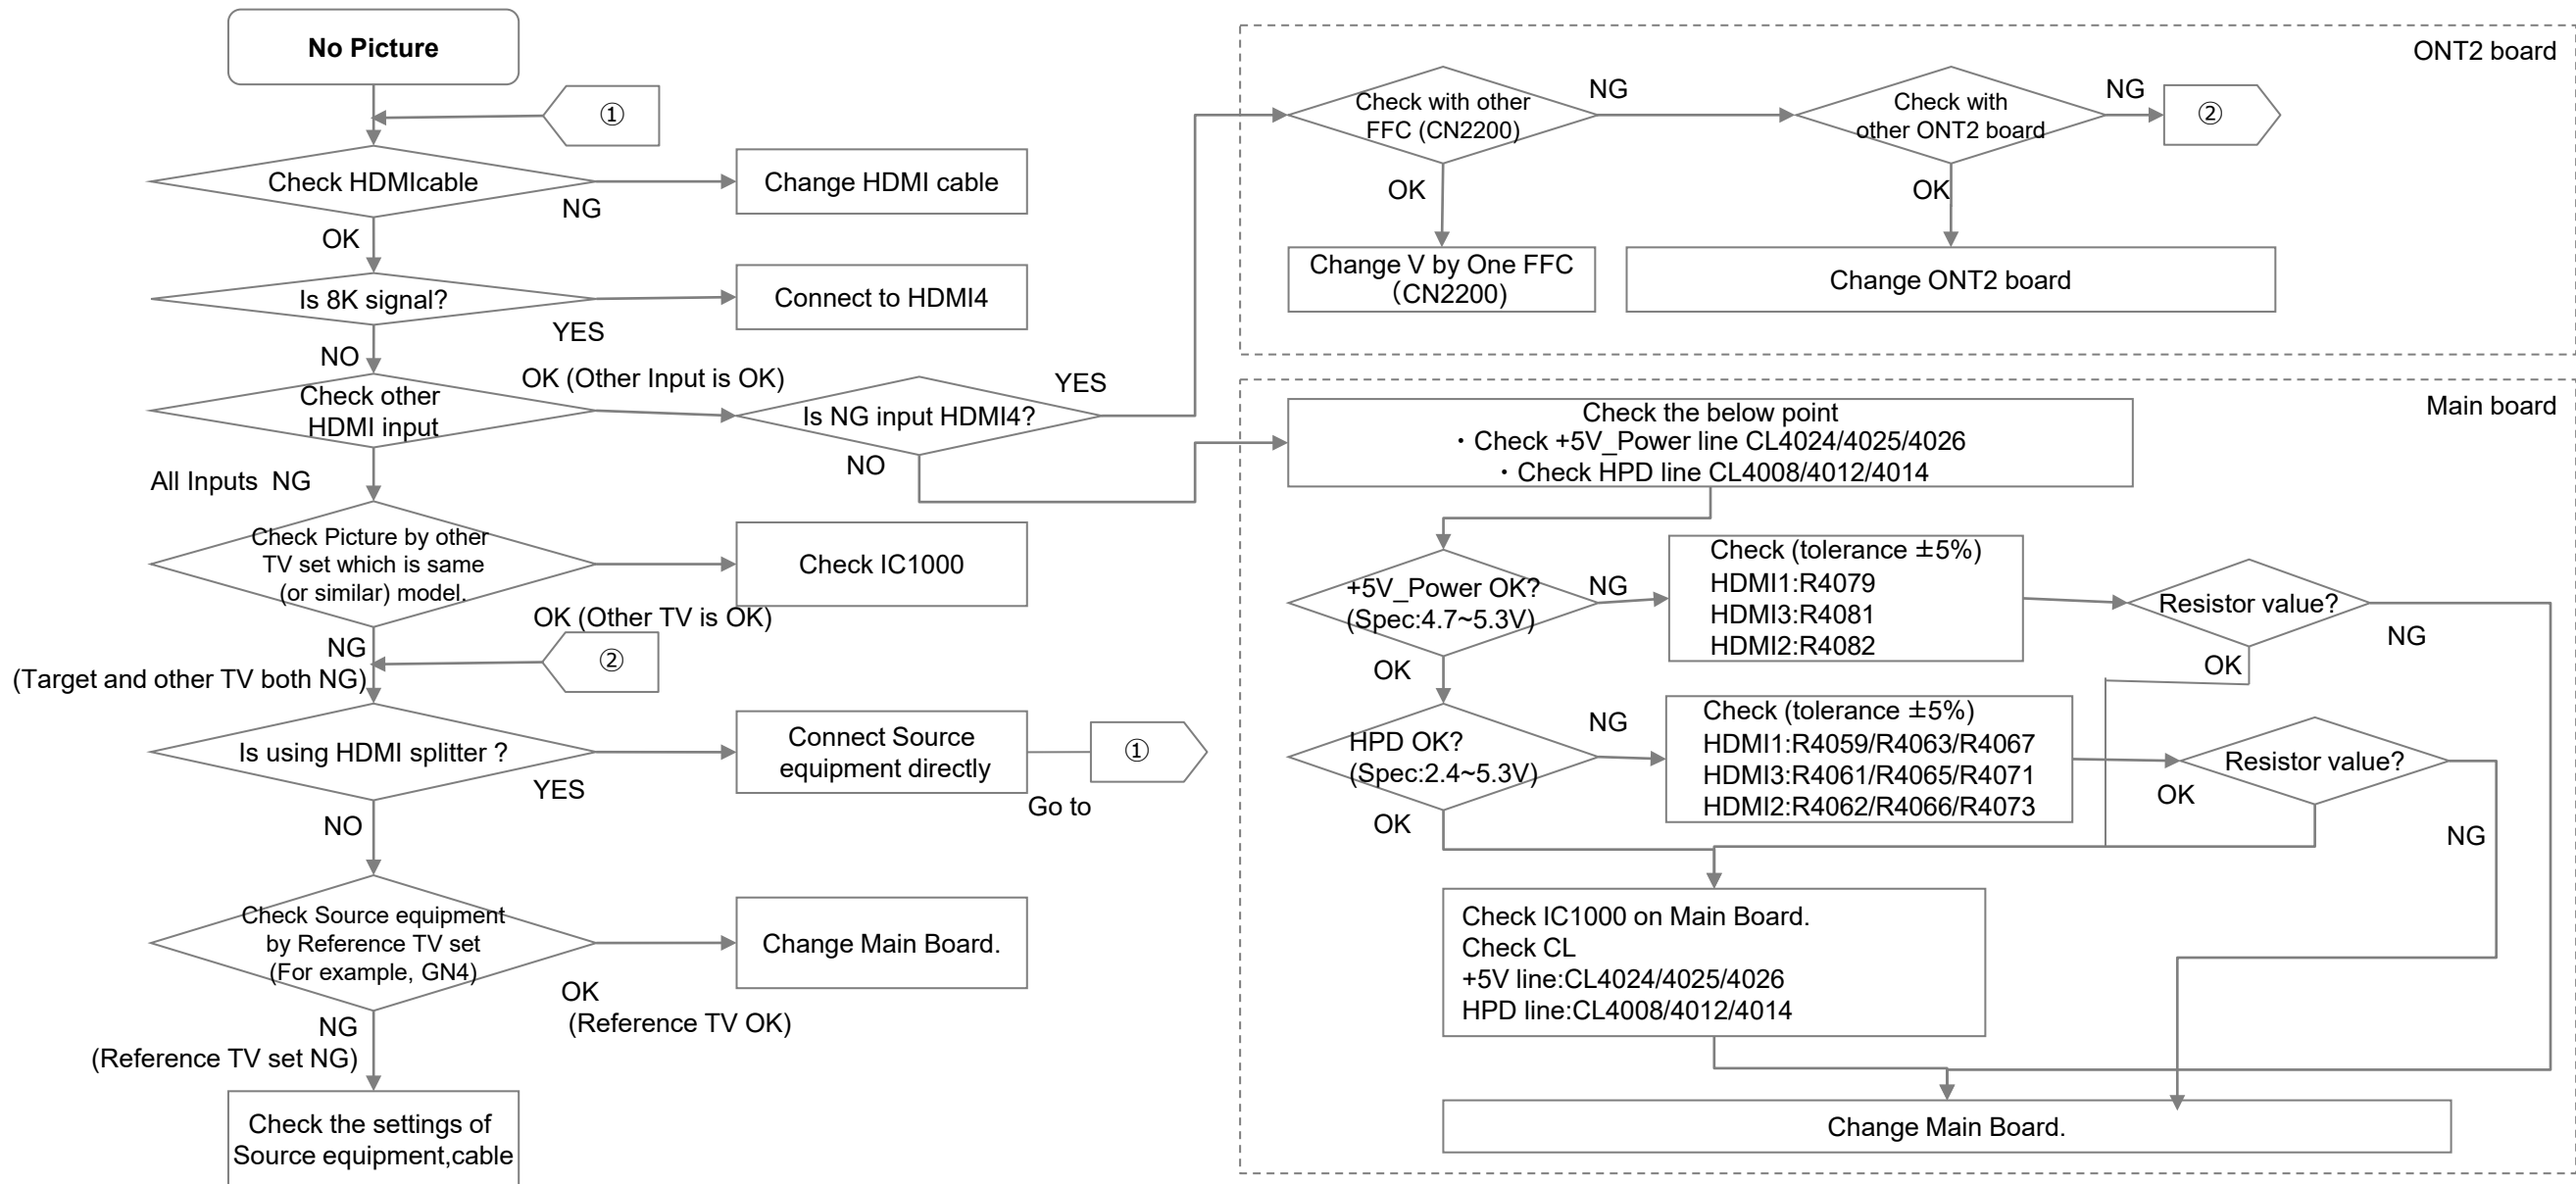 No Picture
①
Check HDMIcable
NG
Change HDMI cable
OK
Is 8K signal?
YES
Connect to HDMI4
NO
Check other
HDMI input
OK (Other Input is OK)
Is NG input HDMI4?
YES
NO
All Inputs  NG
Check Picture by other
TV set which is same
(or similar) model.
Check IC1000
OK (Other TV is OK)
NG
(Target and other TV both NG)
②
Is using HDMI splitter ?
YES
Connect Source
equipment directly
①
Go to
NO
Check Source equipment
by Reference TV set
(For example, GN4)
Change Main Board.
OK
(Reference TV OK)
NG
(Reference TV set NG)
Check the settings of
Source equipment,cable
ONT2 board
Check with other
FFC (CN2200)
NG
Check with
other ONT2 board
NG
②
OK
OK
Change V by One FFC
（CN2200)
Change ONT2 board
Main board
Check the below point
・Check +5V_Power line CL4024/4025/4026
・Check HPD line CL4008/4012/4014
+5V_Power OK?
(Spec:4.7~5.3V)
NG
Check (tolerance ±5%)
HDMI1:R4079
HDMI3:R4081
HDMI2:R4082
Resistor value?
NG
OK
OK
HPD OK?
(Spec:2.4~5.3V)
NG
Check (tolerance ±5%)
HDMI1:R4059/R4063/R4067
HDMI3:R4061/R4065/R4071
HDMI2:R4062/R4066/R4073
Resistor value?
OK
NG
OK
Check IC1000 on Main Board.
Check CL
+5V line:CL4024/4025/4026
HPD line:CL4008/4012/4014
Change Main Board.